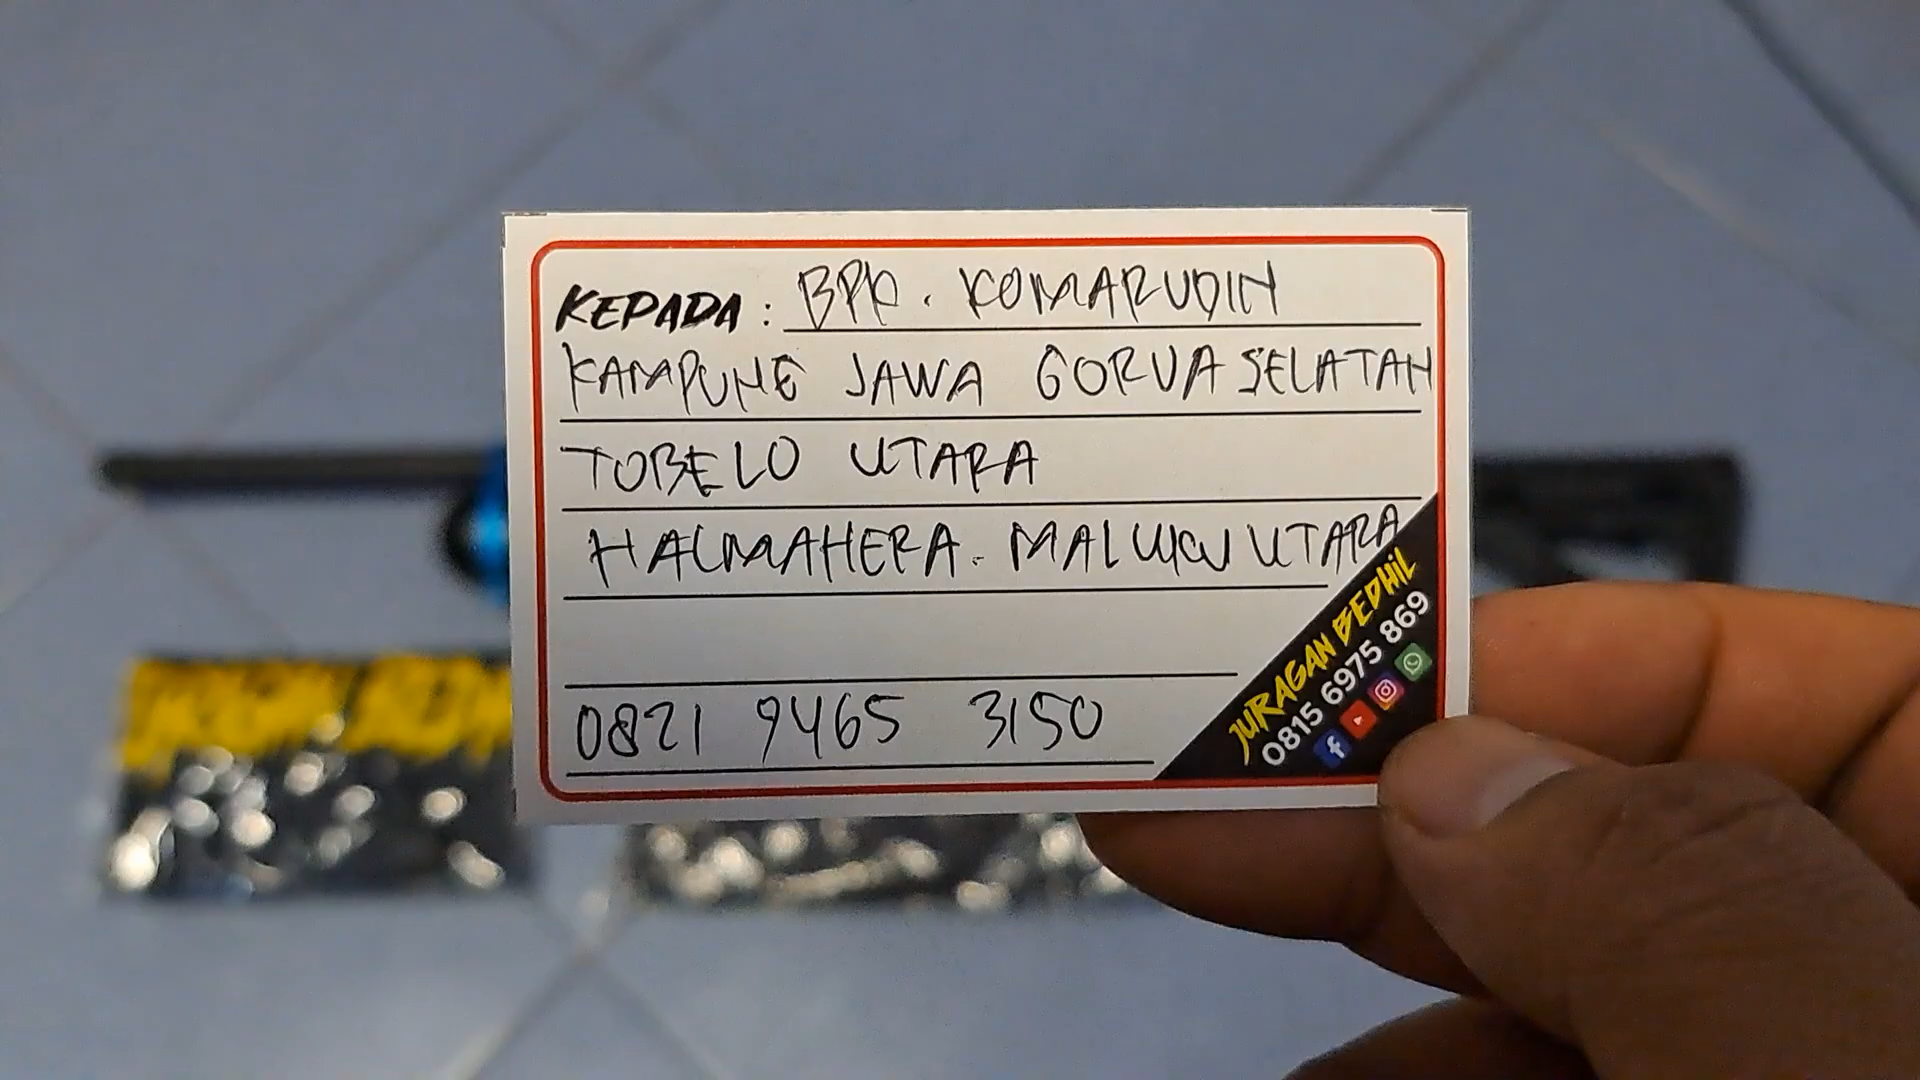 KEPADA : BPK. KOMARUDIN
KAMPUNG JAWA GORUA SELATAN
TOBELO UTARA
HALMAHERA. MALUKU UTARA
0821 9465 3150
JURAGAN BEDHIL
0815 6975 869